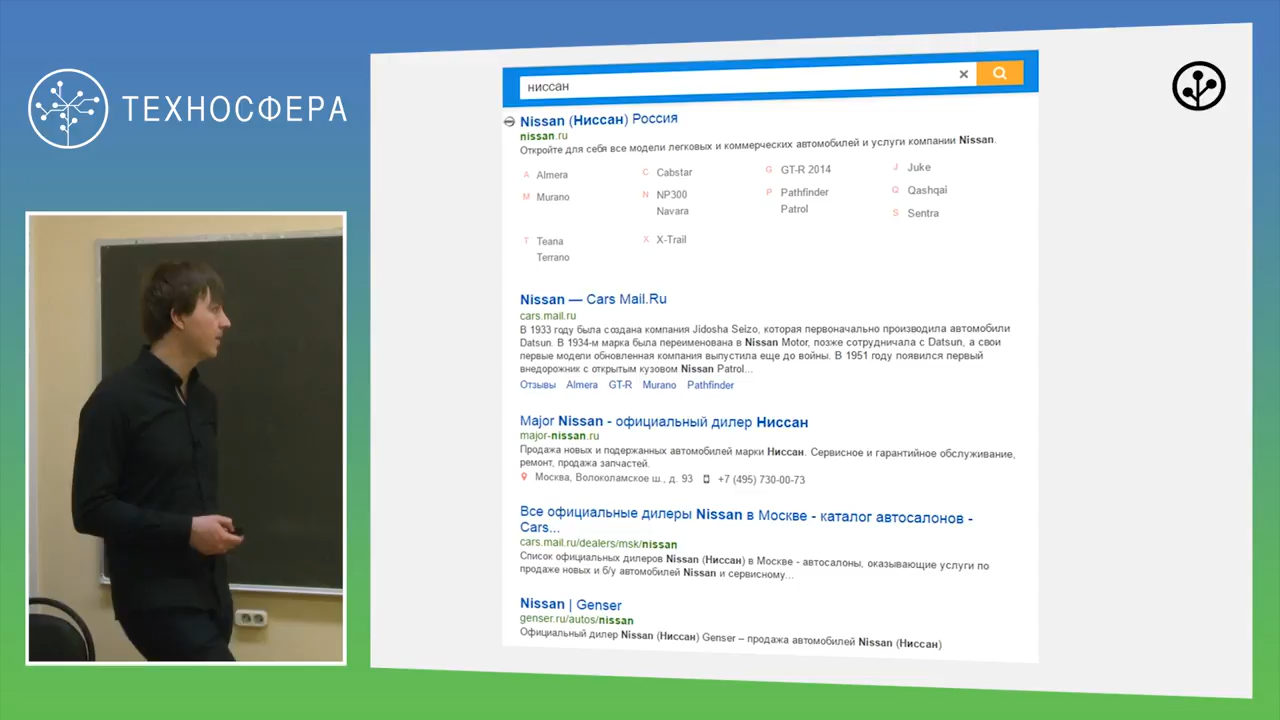 ТЕХНОСФЕРА
ниссан
Nissan (Ниссан) Россия
nissan.ru
Откройте для себя все модели легковых и коммерческих автомобилей и услуги компании Nissan.
A Almera
C Cabstar
G GT-R 2014
J Juke
M Murano
N NP300
Navara
P Pathfinder
Patrol
Q Qashqai
S Sentra
T Teana
Terrano
X X-Trail
Nissan — Cars Mail.Ru
cars.mail.ru
В 1933 году была создана компания Jidosha Seizo, которая первоначально производила автомобили
Datsun. В 1934-м марка была переименована в Nissan Motor, позже сотрудничала с Datsun, а свои
первые модели обновленная компания выпустила еще до войны. В 1951 году появился первый
внедорожник с открытым кузовом Nissan Patrol...
Отзывы Almera GT-R Murano Pathfinder
Major Nissan - официальный дилер Ниссан
major-nissan.ru
Продажа новых и подержанных автомобилей марки Ниссан. Сервисное и гарантийное обслуживание,
ремонт, продажа запчастей.
Москва, Волоколамское ш., д. 93 +7 (495) 730-00-73
Все официальные дилеры Nissan в Москве - каталог автосалонов -
Cars...
cars.mail.ru/dealers/msk/nissan
Список официальных дилеров Nissan (Ниссан) в Москве - автосалоны, оказывающие услуги по
продаже новых и б/у автомобилей Nissan и сервисному...
Nissan | Genser
genser.ru/autos/nissan
Официальный дилер Nissan (Ниссан) Genser – продажа автомобилей Nissan (Ниссан)